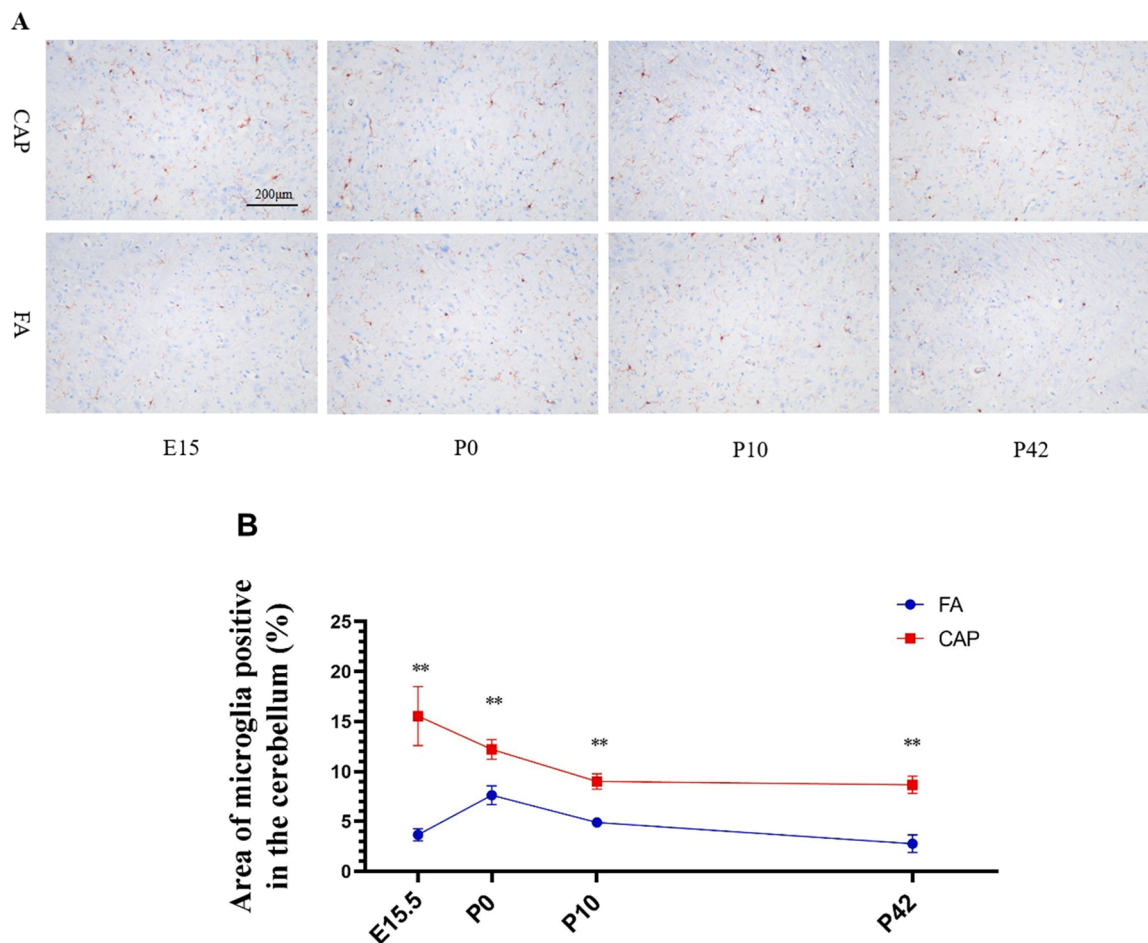 A
CAP
200μm
FA
E15
P0
P10
P42
B
Area of microglia positive
in the cerebellum (%)
FA
CAP
25
20
15
10
5
0
**
**
**
**
E15.5
P0
P10
P42